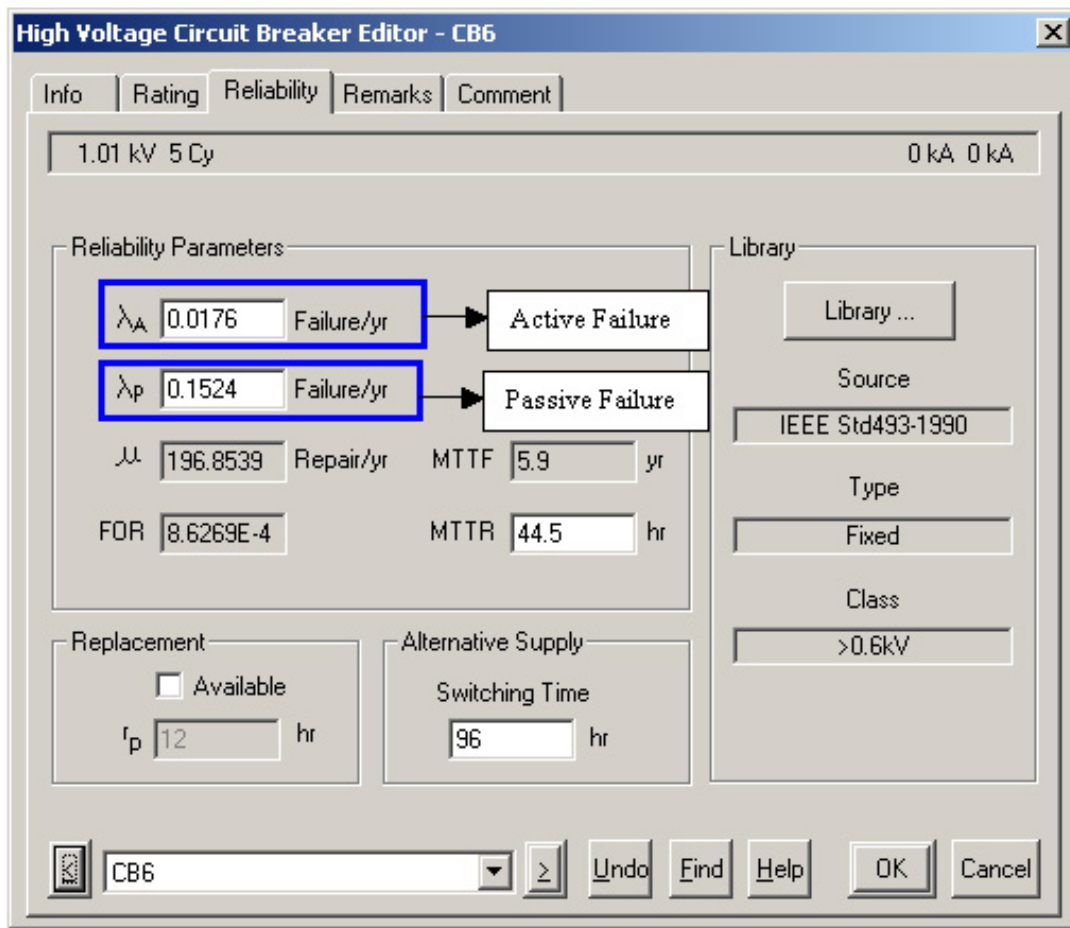 High Voltage Circuit Breaker Editor - CB6
Info Rating Reliability Remarks Comment
1.01 kV 5 Cy 0 kA 0 kA
Reliability Parameters
λA 0.0176 Failure/yr
Active Failure
λP 0.1524 Failure/yr
Passive Failure
μ 196.8539 Repair/yr MTTF 5.9 yr
FOR 8.6269E-4 MTTR 44.5 hr
Library
Library ...
Source
IEEE Std493-1990
Type
Fixed
Class
>0.6kV
Replacement
Available
rp 12 hr
Alternative Supply
Switching Time
96 hr
CB6 > Undo Find Help OK Cancel